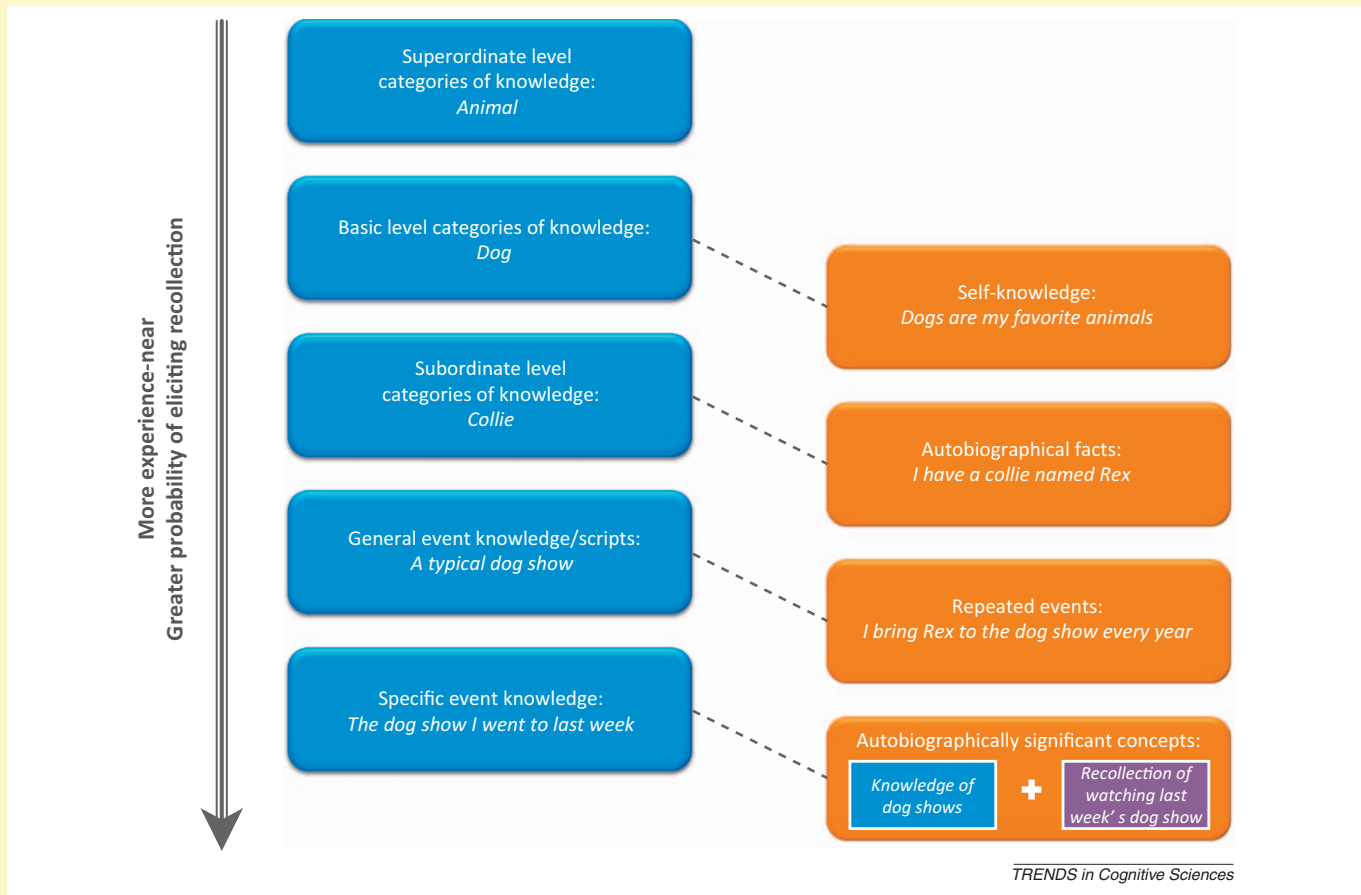 More experience-near
Greater probability of eliciting recollection
Superordinate level
categories of knowledge:
Animal
Basic level categories of knowledge:
Dog
Self-knowledge:
Dogs are my favorite animals
Subordinate level
categories of knowledge:
Collie
Autobiographical facts:
I have a collie named Rex
General event knowledge/scripts:
A typical dog show
Repeated events:
I bring Rex to the dog show every year
Specific event knowledge:
The dog show I went to last week
Autobiographically significant concepts:
Knowledge of
dog shows
+
Recollection of
watching last
week' s dog show
TRENDS in Cognitive Sciences